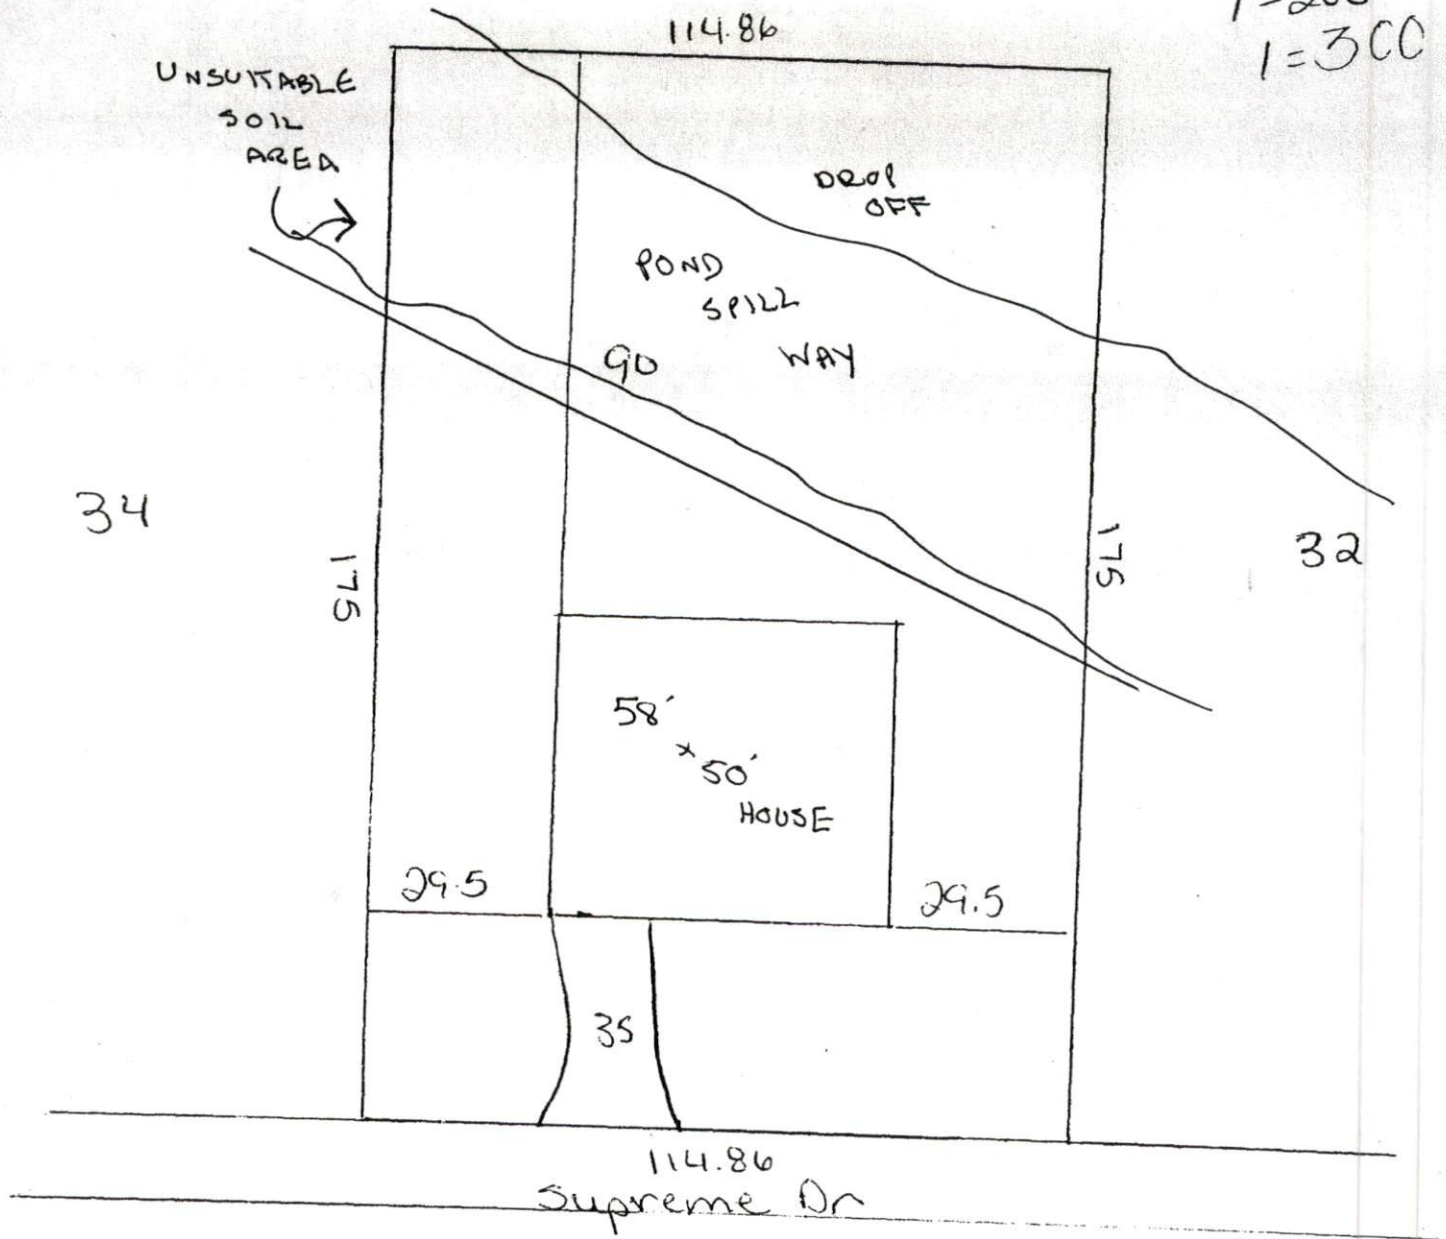 114.86
1=300
UNSUITABLE
SOIL
AREA
DROP
OFF
POND
SPILL
WAY
90
34
175
175
32
58'
x 50'
HOUSE
29.5
29.5
35
114.86
Supreme Dr